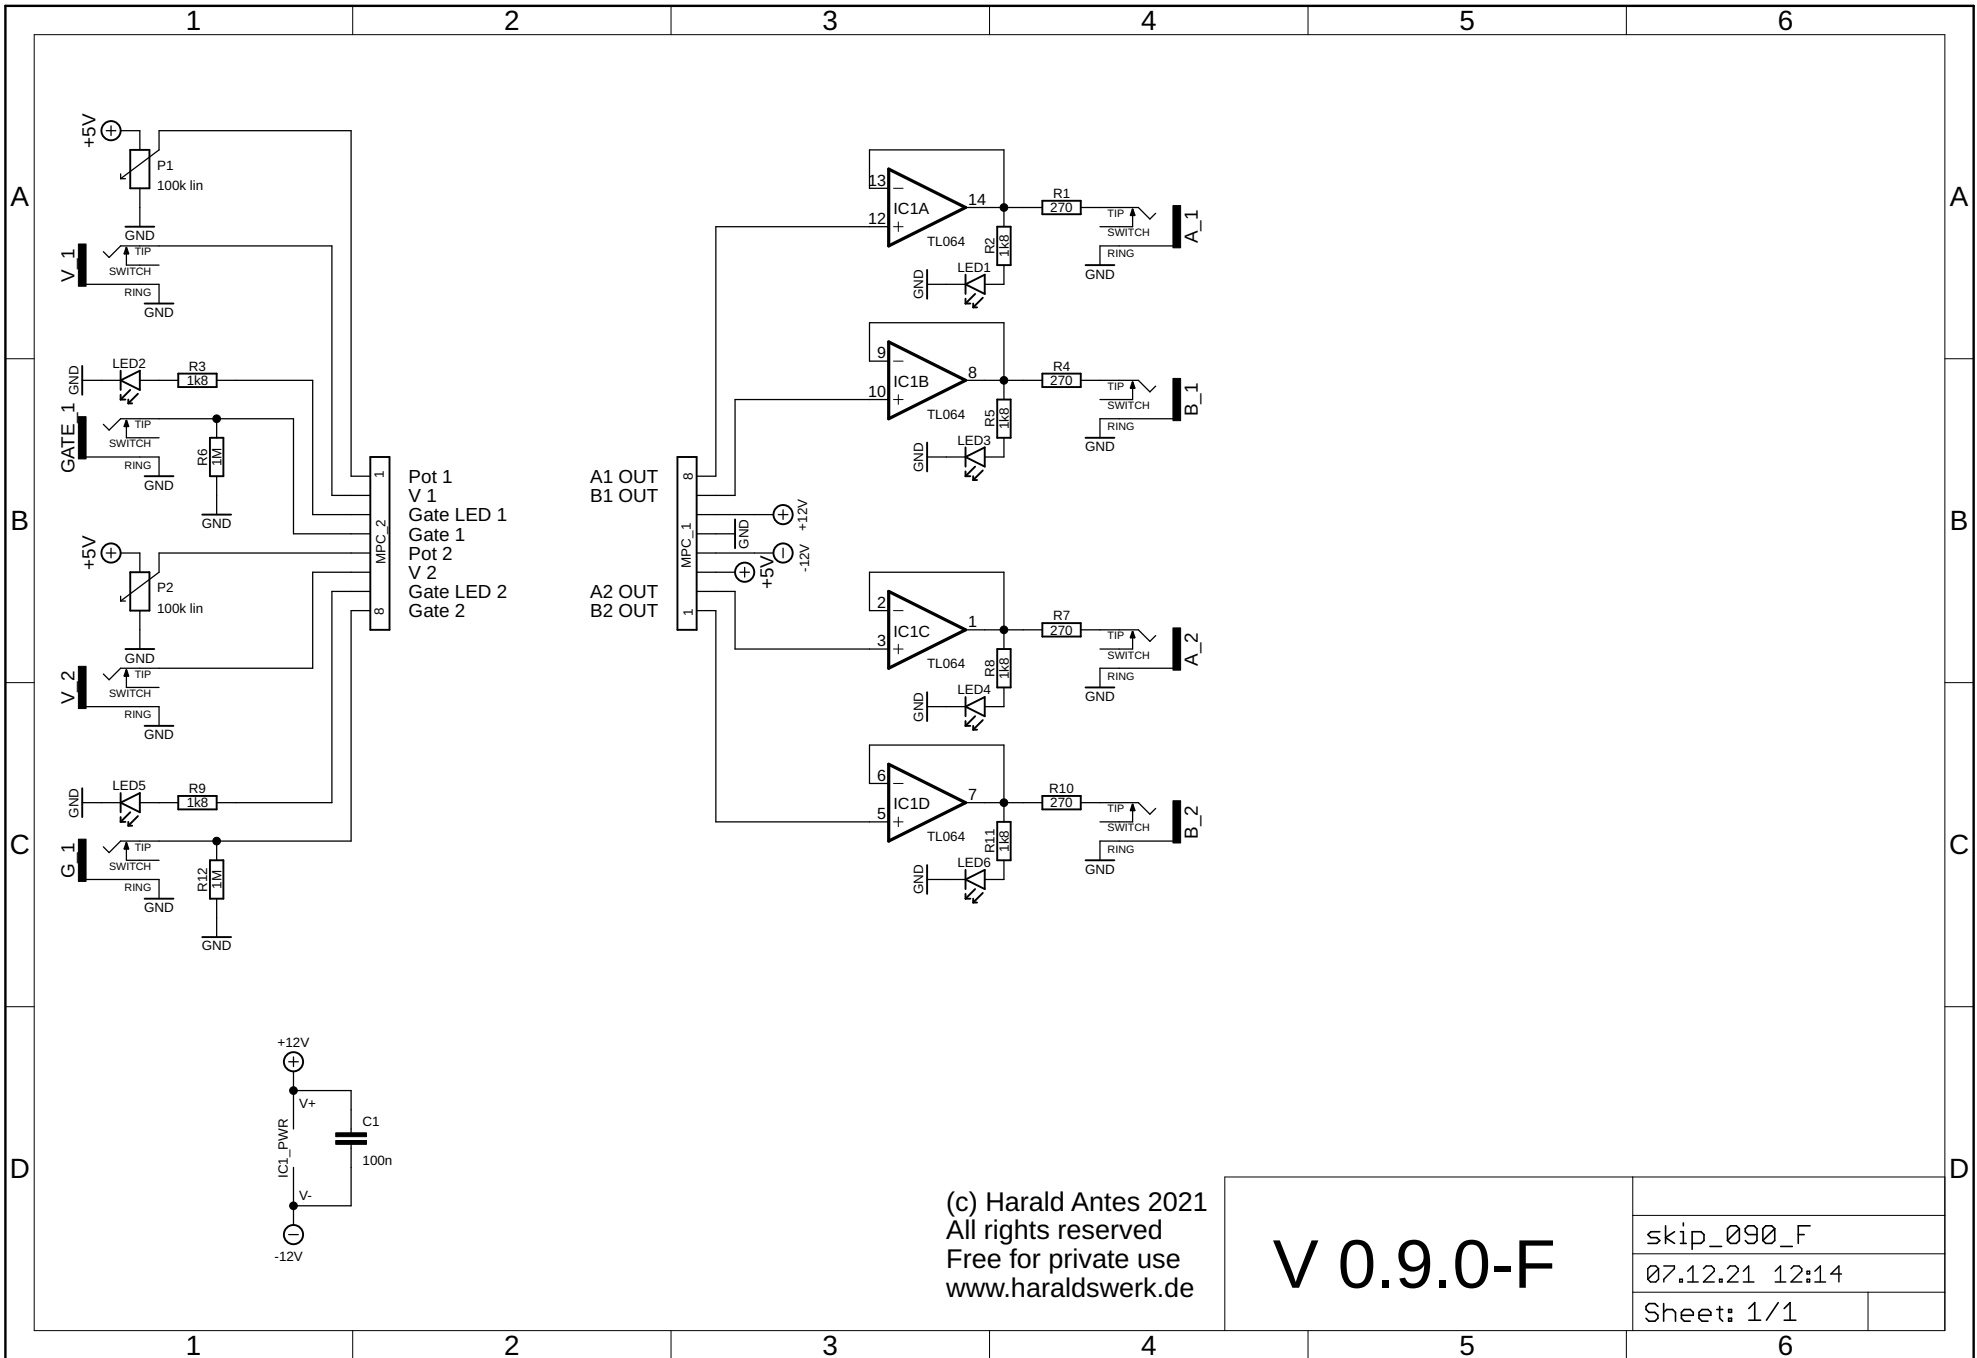 1 2 3 4 5 6
A A
B B
C C
D D
+5V
P1
100k lin
GND
V_1
TIP
SWITCH
RING
GND
GND
LED2
R3
1k8
GATE_1
TIP
SWITCH
RING
GND
R6
1M
GND
+5V
P2
100k lin
GND
V_2
TIP
SWITCH
RING
GND
GND
LED5
R9
1k8
G_1
TIP
SWITCH
RING
GND
R12
1M
GND
1
MPC_2
8
Pot 1
V 1
Gate LED 1
Gate 1
Pot 2
V 2
Gate LED 2
Gate 2
A1 OUT
B1 OUT
A2 OUT
B2 OUT
8
MPC_1
1
+12V
GND
-12V
+5V
13
12
14
IC1A
TL064
R1
270
R2
1k8
LED1
GND
TIP
SWITCH
RING
GND
A_1
9
10
8
IC1B
TL064
R4
270
R5
1k8
LED3
GND
TIP
SWITCH
RING
GND
B_1
2
3
1
IC1C
TL064
R7
270
R8
1k8
LED4
GND
TIP
SWITCH
RING
GND
A_2
6
5
7
IC1D
TL064
R10
270
R11
1k8
LED6
GND
TIP
SWITCH
RING
GND
B_2
+12V
V+
IC1_PWR
C1
100n
V-
-12V
(c) Harald Antes 2021
All rights reserved
Free for private use
www.haraldswerk.de
V 0.9.0-F
skip_090_F
07.12.21 12:14
Sheet: 1/1
1 2 3 4 5 6